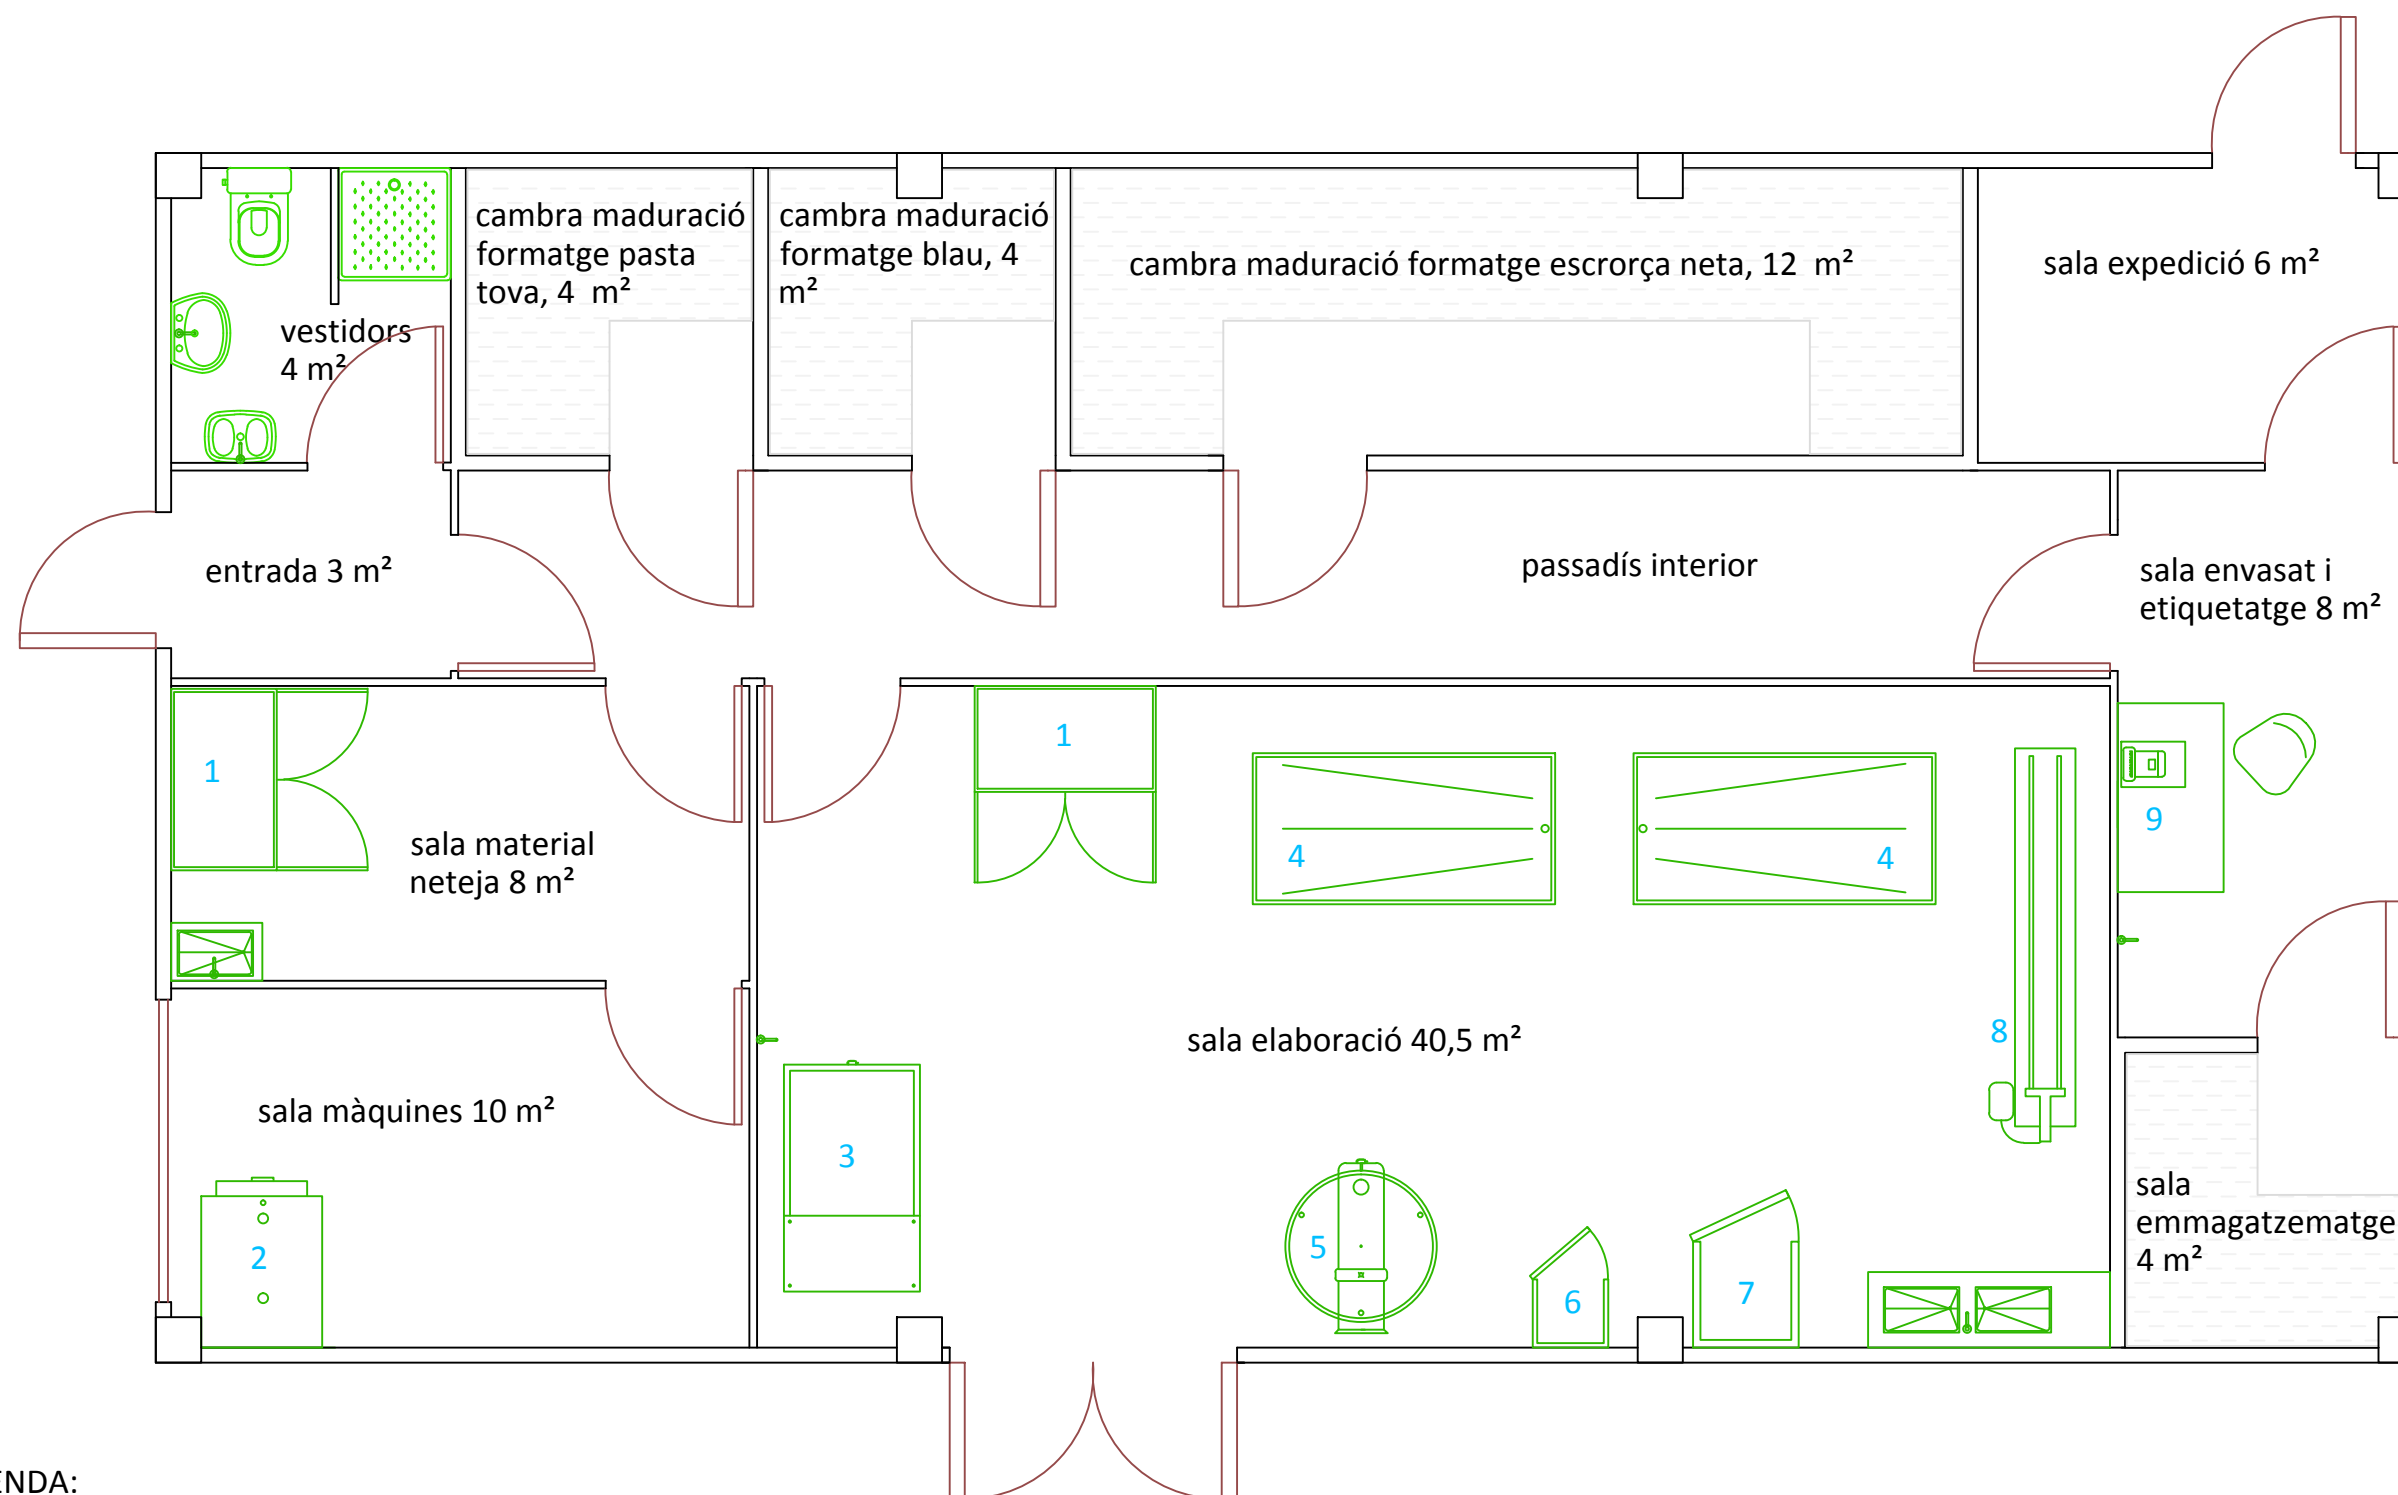 cambra maduració
formatge pasta
tova, 4 m²
cambra maduració
formatge blau, 4
m²
cambra maduració formatge escrorça neta, 12 m²
sala expedició 6 m²
vestidors
4 m²
entrada 3 m²
passadís interior
sala envasat i
etiquetatge 8 m²
1
sala material
neteja 8 m²
1
4
4
9
sala elaboració 40,5 m²
8
sala màquines 10 m²
2
3
5
6
7
sala
emmagatzematge
4 m²
ENDA: